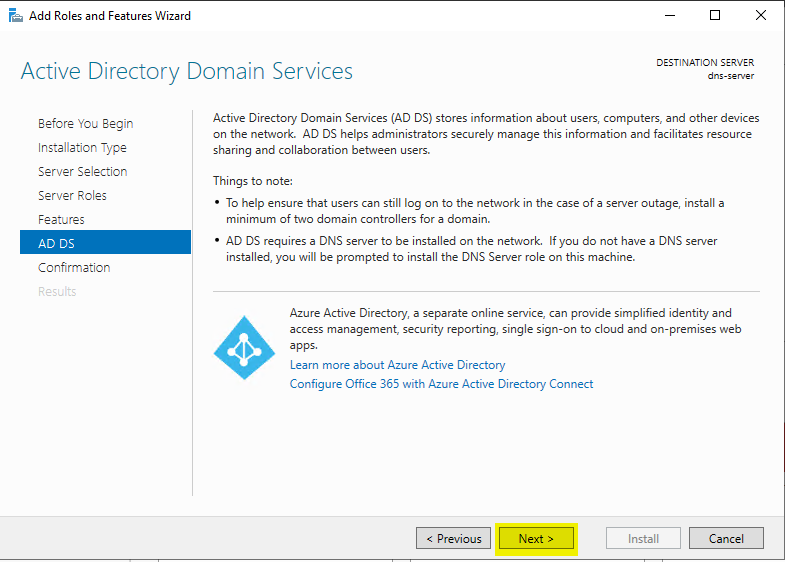 Add Roles and Features Wizard
Active Directory Domain Services
DESTINATION SERVER
dns-server
Before You Begin
Installation Type
Server Selection
Server Roles
Features
AD DS
Confirmation
Results
Active Directory Domain Services (AD DS) stores information about users, computers, and other devices
on the network. AD DS helps administrators securely manage this information and facilitates resource
sharing and collaboration between users.
Things to note:
• To help ensure that users can still log on to the network in the case of a server outage, install a
minimum of two domain controllers for a domain.
• AD DS requires a DNS server to be installed on the network. If you do not have a DNS server
installed, you will be prompted to install the DNS Server role on this machine.
Azure Active Directory, a separate online service, can provide simplified identity and
access management, security reporting, single sign-on to cloud and on-premises web
apps.
Learn more about Azure Active Directory
Configure Office 365 with Azure Active Directory Connect
< Previous
Next >
Install
Cancel